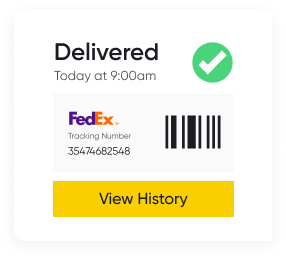 Delivered
Today at 9:00am
FedEx®
Tracking Number
35474682548
View History